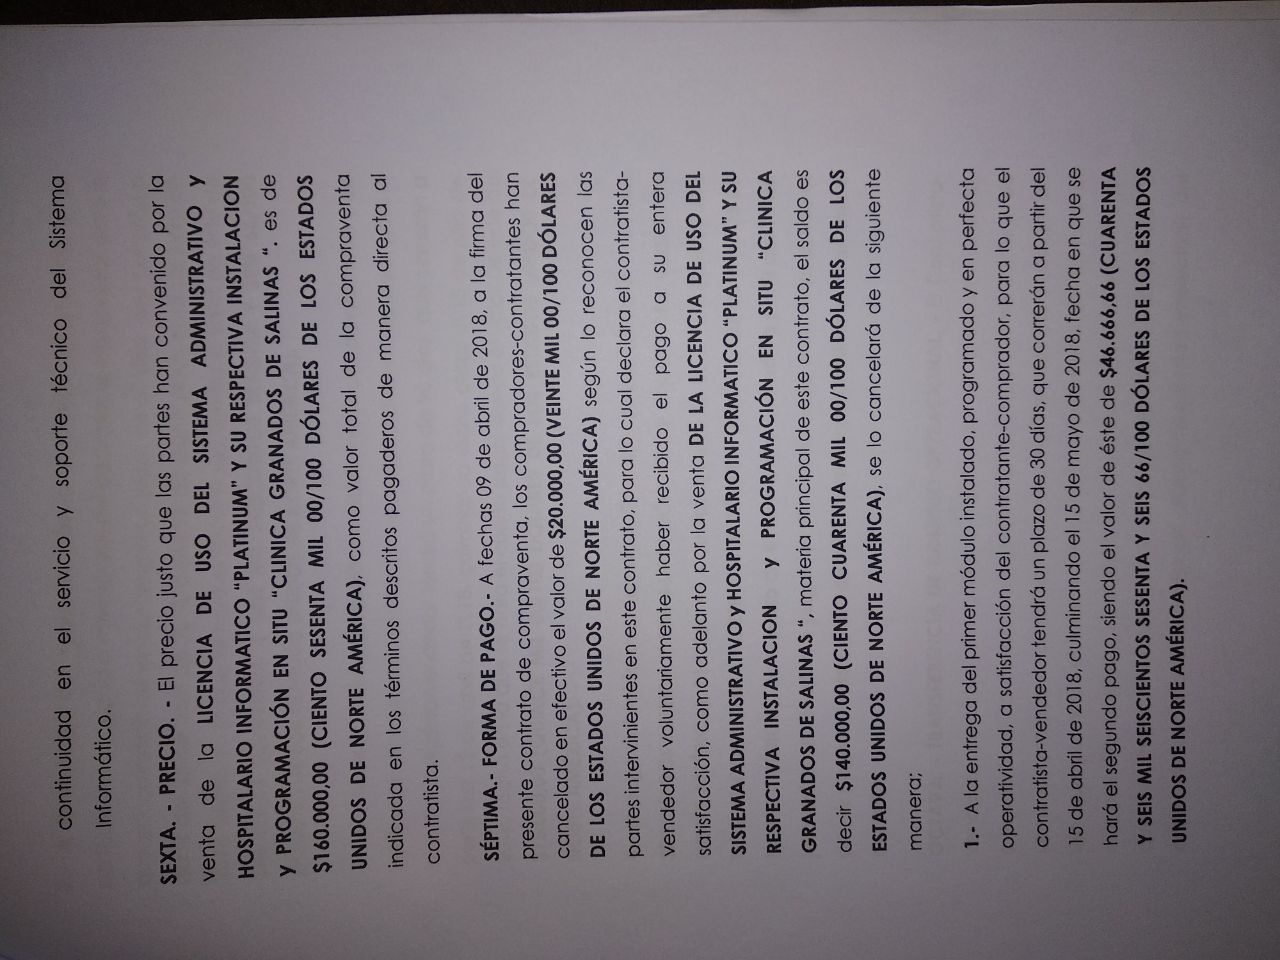 continuidad en el servicio y soporte técnico del Sistema
Informático.
SEXTA. - PRECIO. - El precio justo que las partes han convenido por la
venta de la LICENCIA DE USO DEL SISTEMA ADMINISTRATIVO y
HOSPITALARIO INFORMATICO "PLATINUM" Y SU RESPECTIVA INSTALACION
y PROGRAMACIÓN EN SITU "CLINICA GRANADOS DE SALINAS ". es de
$160.000,00 (CIENTO SESENTA MIL 00/100 DÓLARES DE LOS ESTADOS
UNIDOS DE NORTE AMÉRICA), como valor total de la compraventa
indicada en los términos descritos pagaderos de manera directa al
contratista.
SÉPTIMA.- FORMA DE PAGO.- A fechas 09 de abril de 2018, a la firma del
presente contrato de compraventa, los compradores-contratantes han
cancelado en efectivo el valor de $20.000,00 (VEINTE MIL 00/100 DÓLARES
DE LOS ESTADOS UNIDOS DE NORTE AMÉRICA) según lo reconocen las
partes intervinientes en este contrato, para lo cual declara el contratista-
vendedor voluntariamente haber recibido el pago a su entera
satisfacción, como adelanto por la venta DE LA LICENCIA DE USO DEL
SISTEMA ADMINISTRATIVO y HOSPITALARIO INFORMATICO "PLATINUM" Y SU
RESPECTIVA INSTALACION y PROGRAMACIÓN EN SITU "CLINICA
GRANADOS DE SALINAS ", materia principal de este contrato, el saldo es
decir $140.000,00 (CIENTO CUARENTA MIL 00/100 DÓLARES DE LOS
ESTADOS UNIDOS DE NORTE AMÉRICA), se lo cancelará de la siguiente
manera;
1.- A la entrega del primer módulo instalado, programado y en perfecta
operatividad, a satisfacción del contratante-comprador, para lo que el
contratista-vendedor tendrá un plazo de 30 días, que correrán a partir del
15 de abril de 2018, culminando el 15 de mayo de 2018, fecha en que se
hará el segundo pago, siendo el valor de éste de $46.666,66 (CUARENTA
Y SEIS MIL SEISCIENTOS SESENTA Y SEIS 66/100 DÓLARES DE LOS ESTADOS
UNIDOS DE NORTE AMÉRICA).